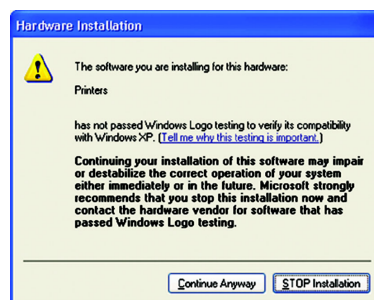 Hardware Installation
The software you are installing for this hardware:
Printers
has not passed Windows Logo testing to verify its compatibility
with Windows XP. (Tell me why this testing is important.)
Continuing your installation of this software may impair
or destabilize the correct operation of your system
either immediately or in the future. Microsoft strongly
recommends that you stop this installation now and
contact the hardware vendor for software that has
passed Windows Logo testing.
Continue Anyway
STOP Installation